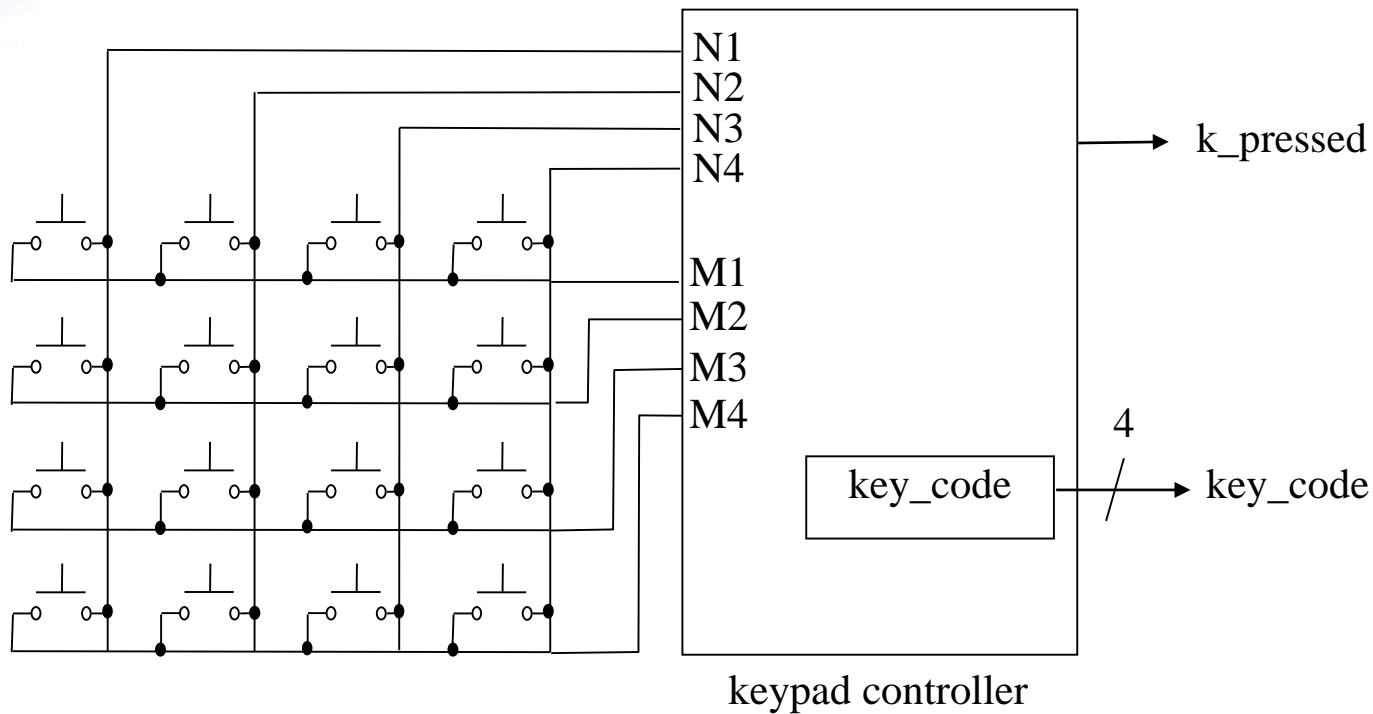 N1
N2
N3
N4
k_pressed
M1
M2
M3
M4
4
key_code
key_code
keypad controller